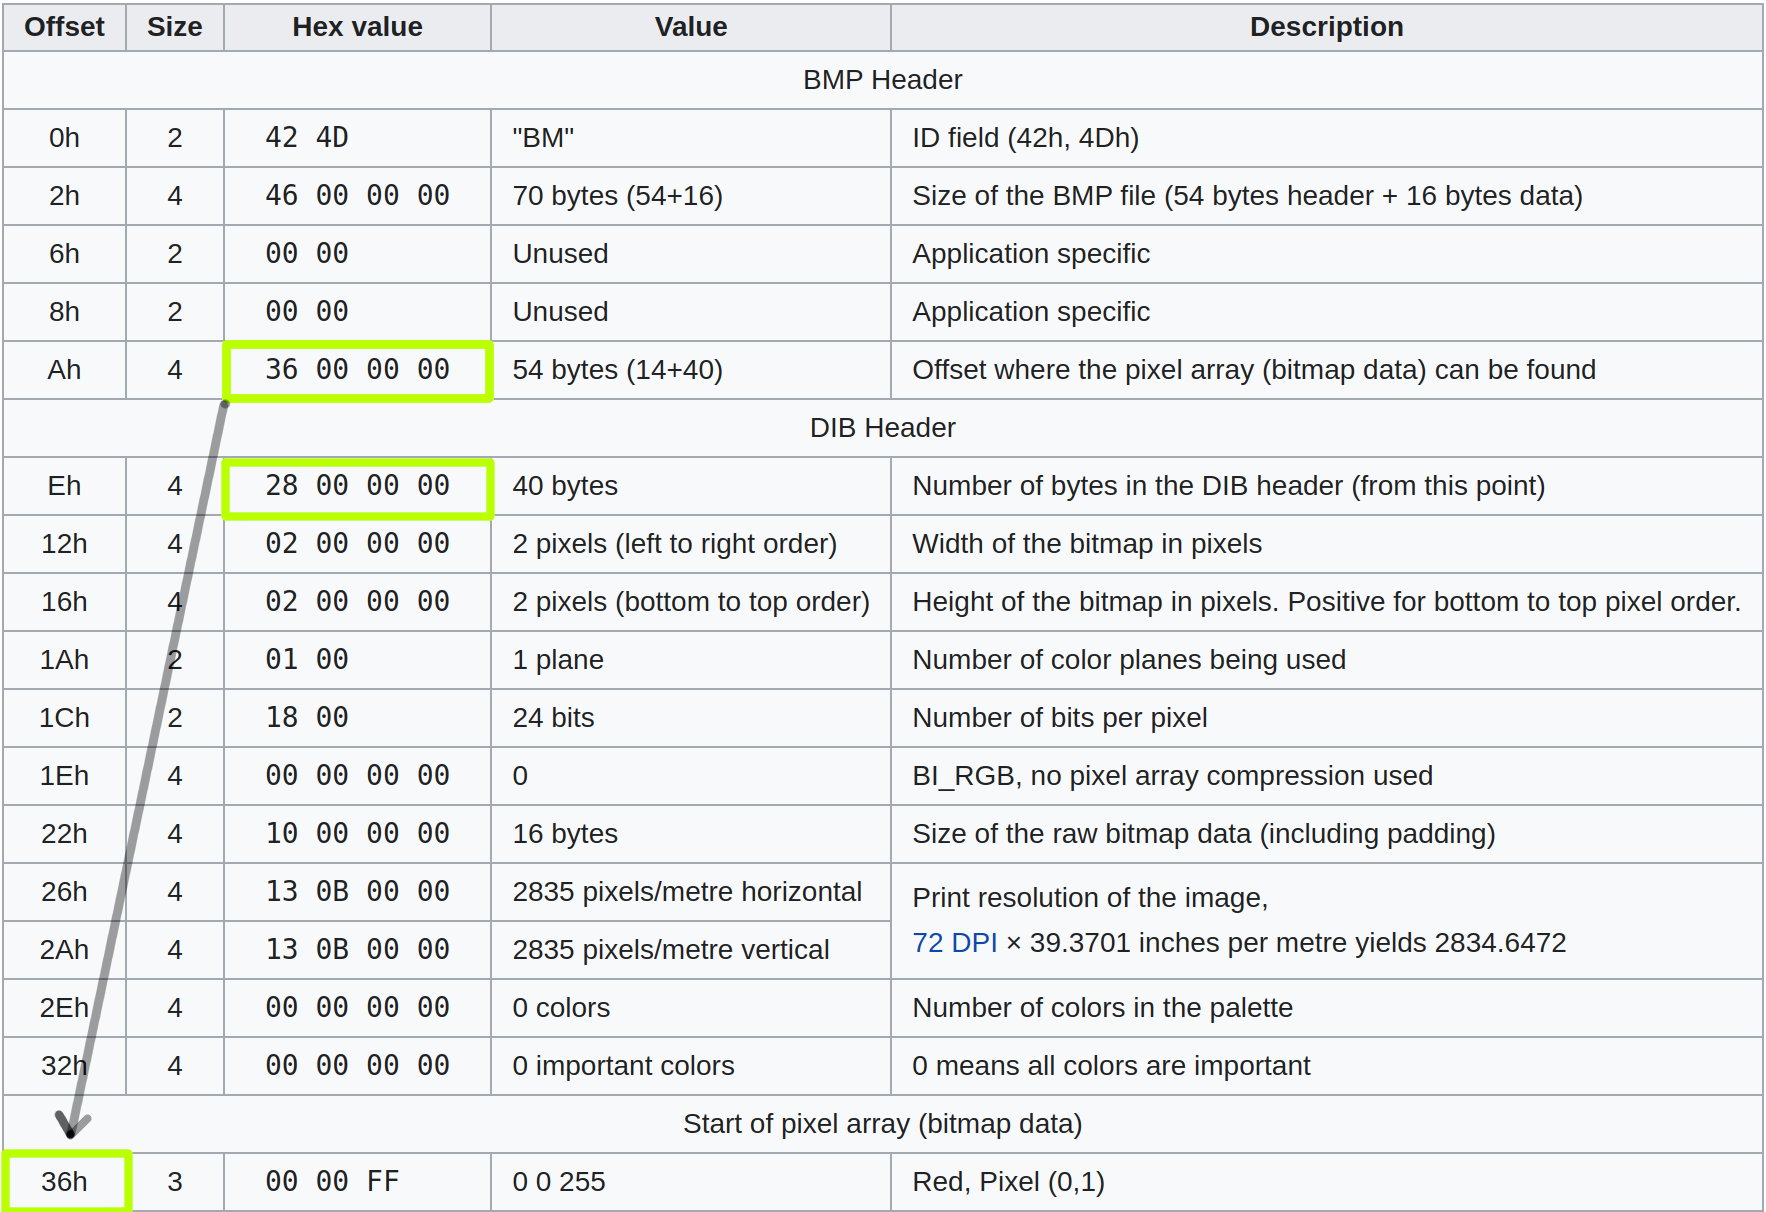 Offset Size Hex value Value Description
BMP Header
0h 2 42 4D "BM" ID field (42h, 4Dh)
2h 4 46 00 00 00 70 bytes (54+16) Size of the BMP file (54 bytes header + 16 bytes data)
6h 2 00 00 Unused Application specific
8h 2 00 00 Unused Application specific
Ah 4 36 00 00 00 54 bytes (14+40) Offset where the pixel array (bitmap data) can be found
DIB Header
Eh 4 28 00 00 00 40 bytes Number of bytes in the DIB header (from this point)
12h 4 02 00 00 00 2 pixels (left to right order) Width of the bitmap in pixels
16h 4 02 00 00 00 2 pixels (bottom to top order) Height of the bitmap in pixels. Positive for bottom to top pixel order.
1Ah 2 01 00 1 plane Number of color planes being used
1Ch 2 18 00 24 bits Number of bits per pixel
1Eh 4 00 00 00 00 0 BI_RGB, no pixel array compression used
22h 4 10 00 00 00 16 bytes Size of the raw bitmap data (including padding)
26h 4 13 0B 00 00 2835 pixels/metre horizontal Print resolution of the image,
2Ah 4 13 0B 00 00 2835 pixels/metre vertical 72 DPI × 39.3701 inches per metre yields 2834.6472
2Eh 4 00 00 00 00 0 colors Number of colors in the palette
32h 4 00 00 00 00 0 important colors 0 means all colors are important
Start of pixel array (bitmap data)
36h 3 00 00 FF 0 0 255 Red, Pixel (0,1)